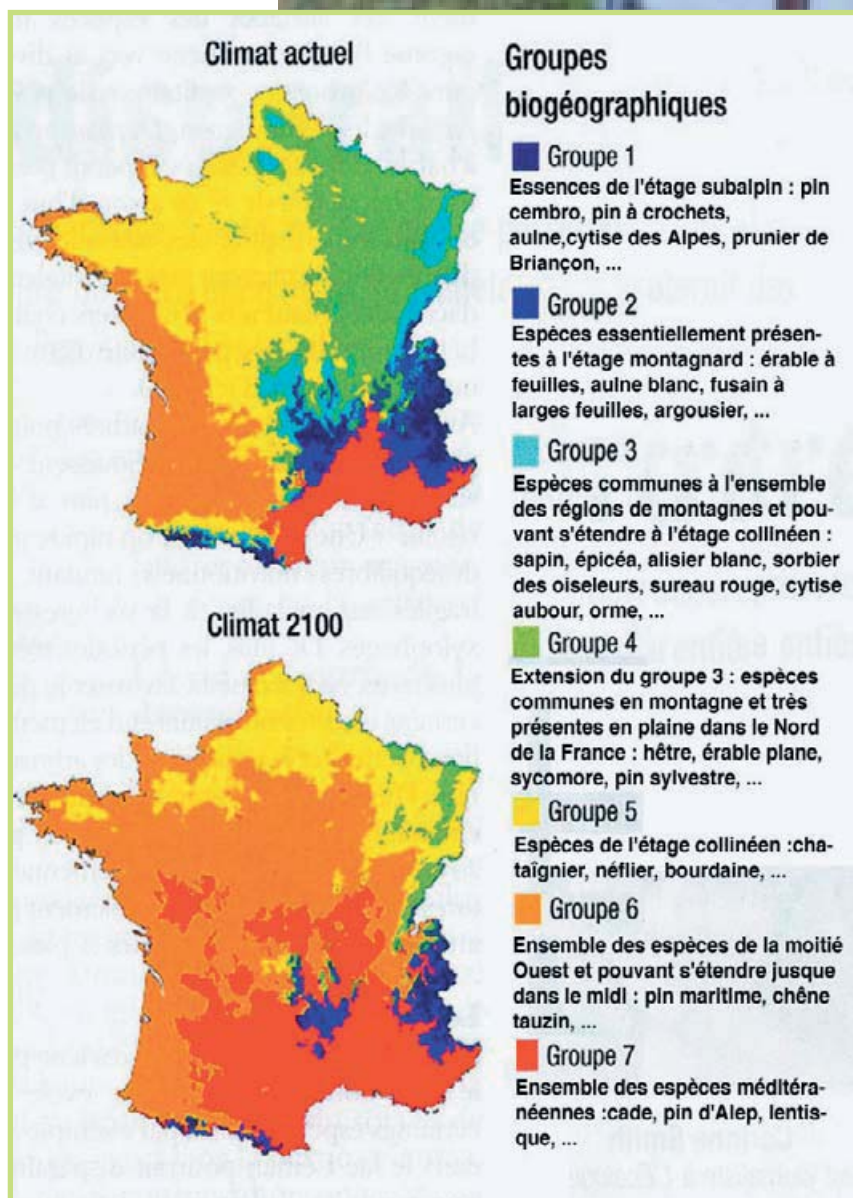 Climat actuel
Climat 2100
Groupes
biogéographiques
Groupe 1
Essences de l'étage subalpin : pin
cembro, pin à crochets,
aulne,cytise des Alpes, prunier de
Briançon, ...
Groupe 2
Espèces essentiellement présen-
tes à l'étage montagnard : érable à
feuilles, aulne blanc, fusain à
larges feuilles, argousier, ...
Groupe 3
Espèces communes à l'ensemble
des régions de montagnes et pou-
vant s'étendre à l'étage collinéen :
sapin, épicéa, alisier blanc, sorbier
des oiseleurs, sureau rouge, cytise
aubour, orme, ...
Groupe 4
Extension du groupe 3 : espèces
communes en montagne et très
présentes en plaine dans le Nord
de la France : hêtre, érable plane,
sycomore, pin sylvestre, ...
Groupe 5
Espèces de l'étage collinéen :cha-
taîgnier, néflier, bourdaine, ...
Groupe 6
Ensemble des espèces de la moitié
Ouest et pouvant s'étendre jusque
dans le midi : pin maritime, chêne
tauzin, ...
Groupe 7
Ensemble des espèces méditéra-
néennes :cade, pin d'Alep, lentis-
que, ...